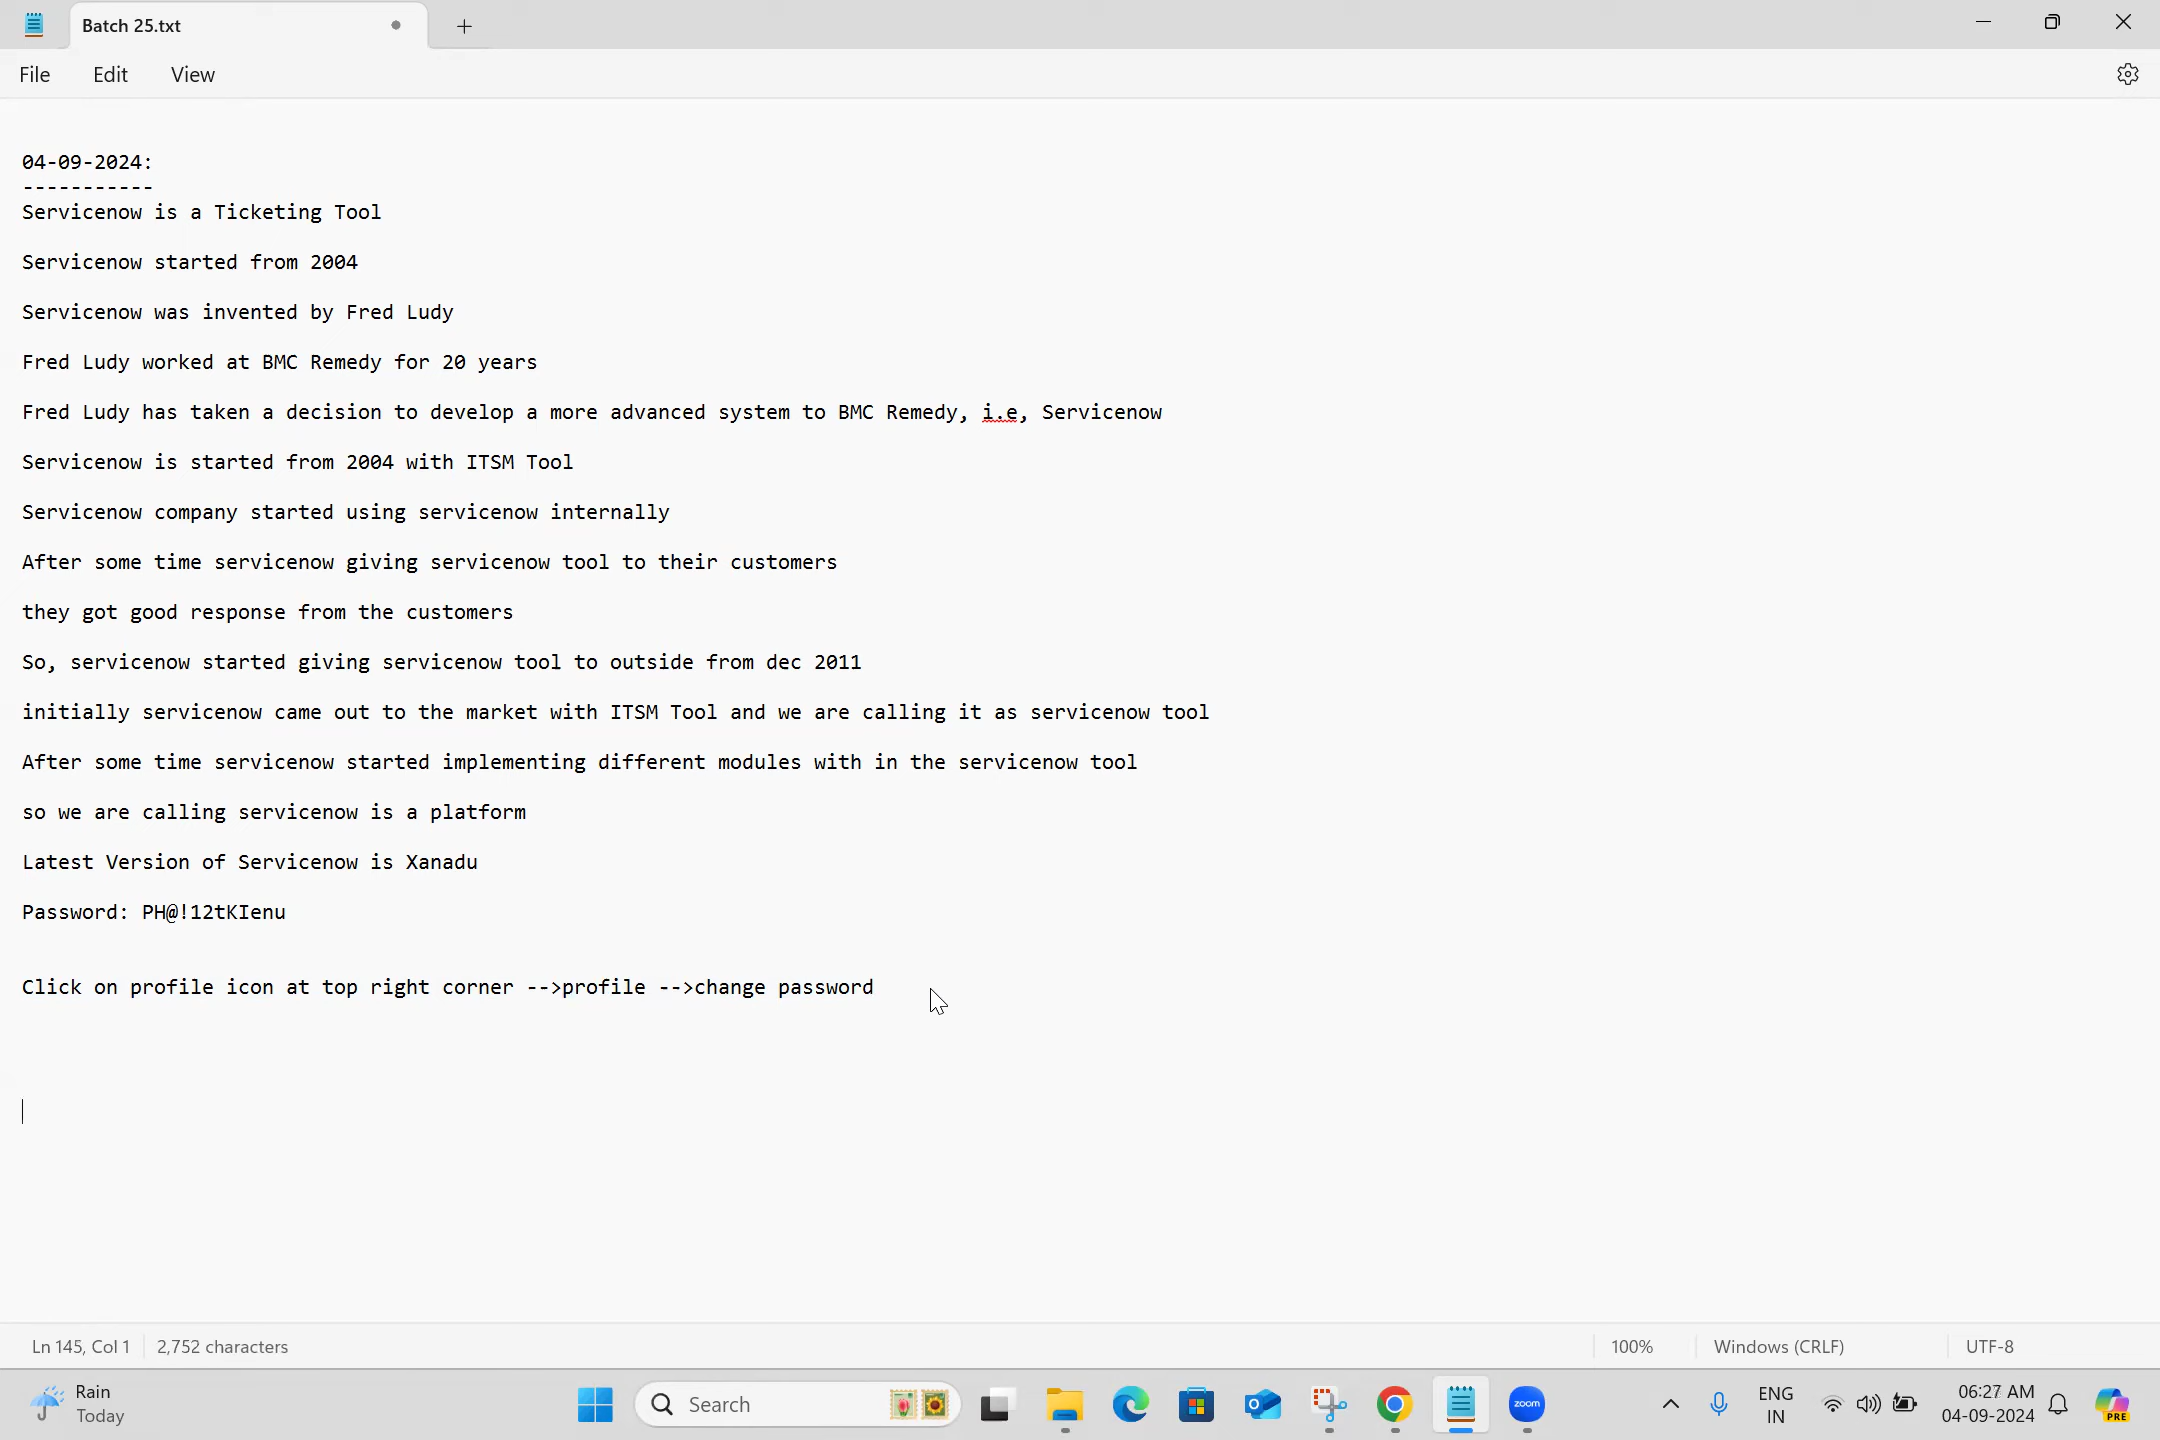 Batch 25.txt
File Edit View
04-09-2024:
-----------
Servicenow is a Ticketing Tool
Servicenow started from 2004
Servicenow was invented by Fred Ludy
Fred Ludy worked at BMC Remedy for 20 years
Fred Ludy has taken a decision to develop a more advanced system to BMC Remedy, i.e, Servicenow
Servicenow is started from 2004 with ITSM Tool
Servicenow company started using servicenow internally
After some time servicenow giving servicenow tool to their customers
they got good response from the customers
So, servicenow started giving servicenow tool to outside from dec 2011
initially servicenow came out to the market with ITSM Tool and we are calling it as servicenow tool
After some time servicenow started implementing different modules with in the servicenow tool
so we are calling servicenow is a platform
Latest Version of Servicenow is Xanadu
Password: PH@!12tKIenu
Click on profile icon at top right corner -->profile -->change password
Ln 145, Col 1 2,752 characters 100% Windows (CRLF) UTF-8
Rain
Today
Search
zoom
ENG
IN
06:27 AM
04-09-2024
PRE